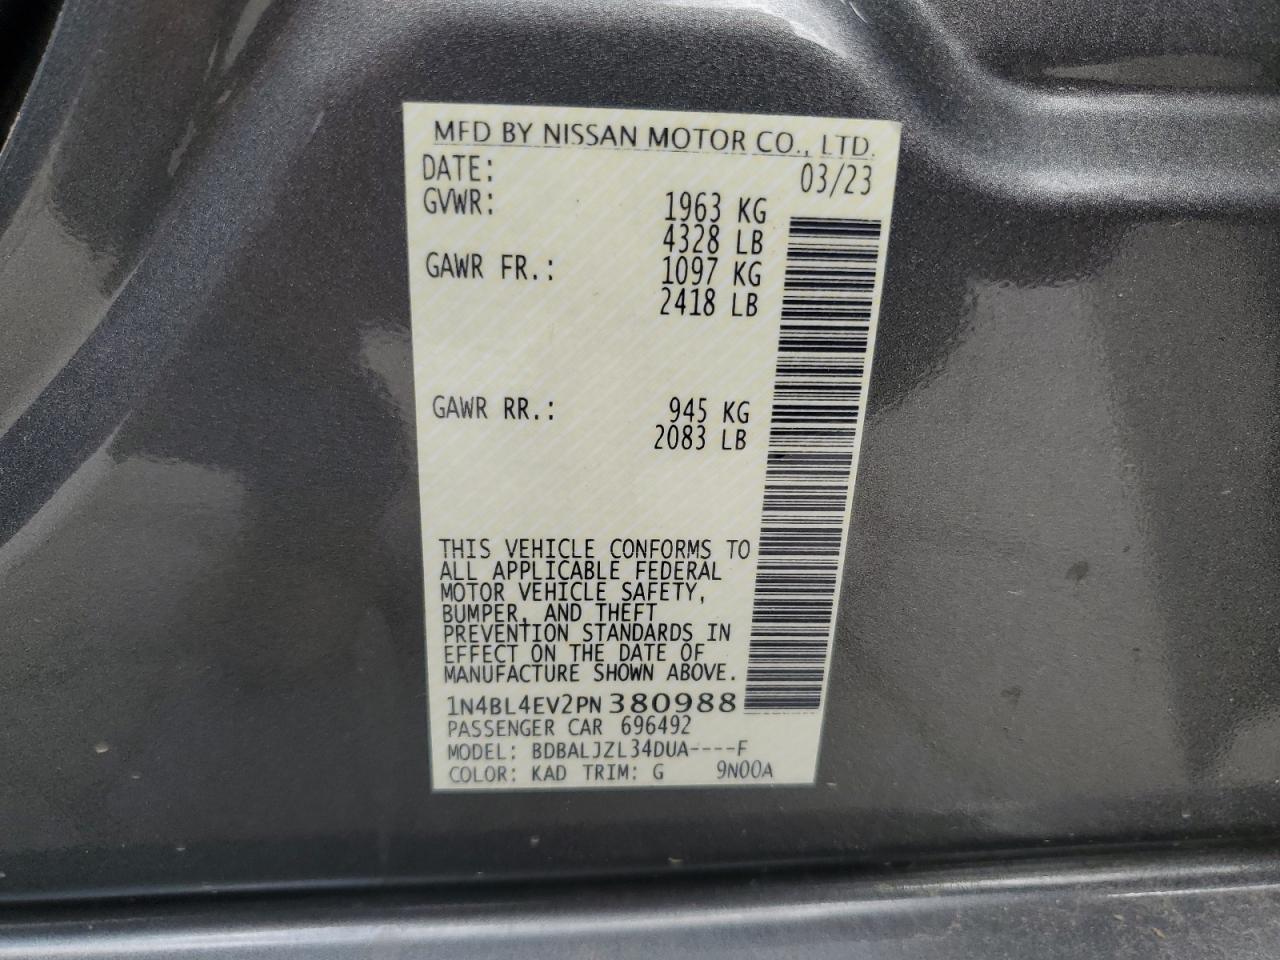 MFD BY NISSAN MOTOR CO., LTD.
DATE: 03/23
GVWR: 1963 KG
4328 LB
GAWR FR.: 1097 KG
2418 LB
GAWR RR.: 945 KG
2083 LB
THIS VEHICLE CONFORMS TO
ALL APPLICABLE FEDERAL
MOTOR VEHICLE SAFETY,
BUMPER, AND THEFT
PREVENTION STANDARDS IN
EFFECT ON THE DATE OF
MANUFACTURE SHOWN ABOVE.
1N4BL4EV2PN380988
PASSENGER CAR 696492
MODEL: BDBALJZL34DUA----F
COLOR: KAD TRIM: G 9N00A